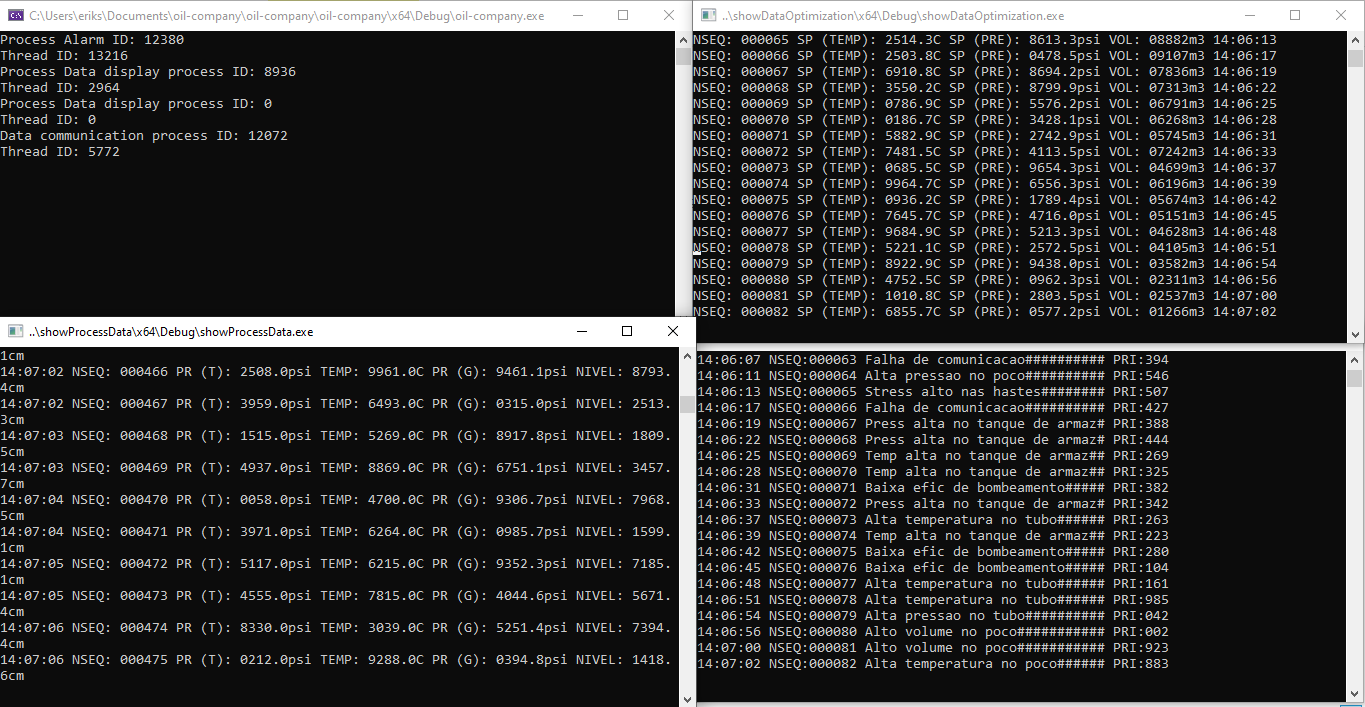 C:\Users\eriks\Documents\oil-company\oil-company\oil-company\x64\Debug\oil-company.exe
Process Alarm ID: 12380
Thread ID: 13216
Process Data display process ID: 8936
Thread ID: 2964
Process Data display process ID: 0
Thread ID: 0
Data communication process ID: 12072
Thread ID: 5772
..\showDataOptimization\x64\Debug\showDataOptimization.exe
NSEQ: 000065 SP (TEMP): 2514.3C SP (PRE): 8613.3psi VOL: 08882m3 14:06:13
NSEQ: 000066 SP (TEMP): 2503.8C SP (PRE): 0478.5psi VOL: 09107m3 14:06:17
NSEQ: 000067 SP (TEMP): 6910.8C SP (PRE): 8694.2psi VOL: 07836m3 14:06:19
NSEQ: 000068 SP (TEMP): 3550.2C SP (PRE): 8799.9psi VOL: 07313m3 14:06:22
NSEQ: 000069 SP (TEMP): 0786.9C SP (PRE): 5576.2psi VOL: 06791m3 14:06:25
NSEQ: 000070 SP (TEMP): 0186.7C SP (PRE): 3428.1psi VOL: 06268m3 14:06:28
NSEQ: 000071 SP (TEMP): 5882.9C SP (PRE): 2742.9psi VOL: 05745m3 14:06:31
NSEQ: 000072 SP (TEMP): 7481.5C SP (PRE): 4113.5psi VOL: 07242m3 14:06:33
NSEQ: 000073 SP (TEMP): 0685.5C SP (PRE): 9654.3psi VOL: 04699m3 14:06:37
NSEQ: 000074 SP (TEMP): 9964.7C SP (PRE): 6556.3psi VOL: 06196m3 14:06:39
NSEQ: 000075 SP (TEMP): 0936.2C SP (PRE): 1789.4psi VOL: 05674m3 14:06:42
NSEQ: 000076 SP (TEMP): 7645.7C SP (PRE): 4716.0psi VOL: 05151m3 14:06:45
NSEQ: 000077 SP (TEMP): 9684.9C SP (PRE): 5213.3psi VOL: 04628m3 14:06:48
NSEQ: 000078 SP (TEMP): 5221.1C SP (PRE): 2572.5psi VOL: 04105m3 14:06:51
NSEQ: 000079 SP (TEMP): 8922.9C SP (PRE): 9438.0psi VOL: 03582m3 14:06:54
NSEQ: 000080 SP (TEMP): 4752.5C SP (PRE): 0962.3psi VOL: 02311m3 14:06:56
NSEQ: 000081 SP (TEMP): 1010.8C SP (PRE): 2803.5psi VOL: 02537m3 14:07:00
NSEQ: 000082 SP (TEMP): 6855.7C SP (PRE): 0577.2psi VOL: 01266m3 14:07:02
..\showProcessData\x64\Debug\showProcessData.exe
1cm
14:07:02 NSEQ: 000466 PR (T): 2508.0psi TEMP: 9961.0C PR (G): 9461.1psi NIVEL: 8793.
4cm
14:07:02 NSEQ: 000467 PR (T): 3959.0psi TEMP: 6493.0C PR (G): 0315.0psi NIVEL: 2513.
3cm
14:07:03 NSEQ: 000468 PR (T): 1515.0psi TEMP: 5269.0C PR (G): 8917.8psi NIVEL: 1809.
5cm
14:07:03 NSEQ: 000469 PR (T): 4937.0psi TEMP: 8869.0C PR (G): 6751.1psi NIVEL: 3457.
7cm
14:07:04 NSEQ: 000470 PR (T): 0058.0psi TEMP: 4700.0C PR (G): 9306.7psi NIVEL: 7968.
5cm
14:07:04 NSEQ: 000471 PR (T): 3971.0psi TEMP: 6264.0C PR (G): 0985.7psi NIVEL: 1599.
1cm
14:07:05 NSEQ: 000472 PR (T): 5117.0psi TEMP: 6215.0C PR (G): 9352.3psi NIVEL: 7185.
1cm
14:07:05 NSEQ: 000473 PR (T): 4555.0psi TEMP: 7815.0C PR (G): 4044.6psi NIVEL: 5671.
4cm
14:07:06 NSEQ: 000474 PR (T): 8330.0psi TEMP: 3039.0C PR (G): 5251.4psi NIVEL: 7394.
4cm
14:07:06 NSEQ: 000475 PR (T): 0212.0psi TEMP: 9288.0C PR (G): 0394.8psi NIVEL: 1418.
6cm
14:06:07 NSEQ:000063 Falha de comunicacao########## PRI:394
14:06:11 NSEQ:000064 Alta pressao no poco########## PRI:546
14:06:13 NSEQ:000065 Stress alto nas hastes######## PRI:507
14:06:17 NSEQ:000066 Falha de comunicacao########## PRI:427
14:06:19 NSEQ:000067 Press alta no tanque de armaz# PRI:388
14:06:22 NSEQ:000068 Press alta no tanque de armaz# PRI:444
14:06:25 NSEQ:000069 Temp alta no tanque de armaz## PRI:269
14:06:28 NSEQ:000070 Temp alta no tanque de armaz## PRI:325
14:06:31 NSEQ:000071 Baixa efic de bombeamento##### PRI:382
14:06:33 NSEQ:000072 Press alta no tanque de armaz# PRI:342
14:06:37 NSEQ:000073 Alta temperatura no tubo###### PRI:263
14:06:39 NSEQ:000074 Temp alta no tanque de armaz## PRI:223
14:06:42 NSEQ:000075 Baixa efic de bombeamento##### PRI:280
14:06:45 NSEQ:000076 Baixa efic de bombeamento##### PRI:104
14:06:48 NSEQ:000077 Alta temperatura no tubo###### PRI:161
14:06:51 NSEQ:000078 Alta temperatura no tubo###### PRI:985
14:06:54 NSEQ:000079 Alta pressao no tubo########## PRI:042
14:06:56 NSEQ:000080 Alto volume no poco########### PRI:002
14:07:00 NSEQ:000081 Alto volume no poco########### PRI:923
14:07:02 NSEQ:000082 Alta temperatura no poco###### PRI:883